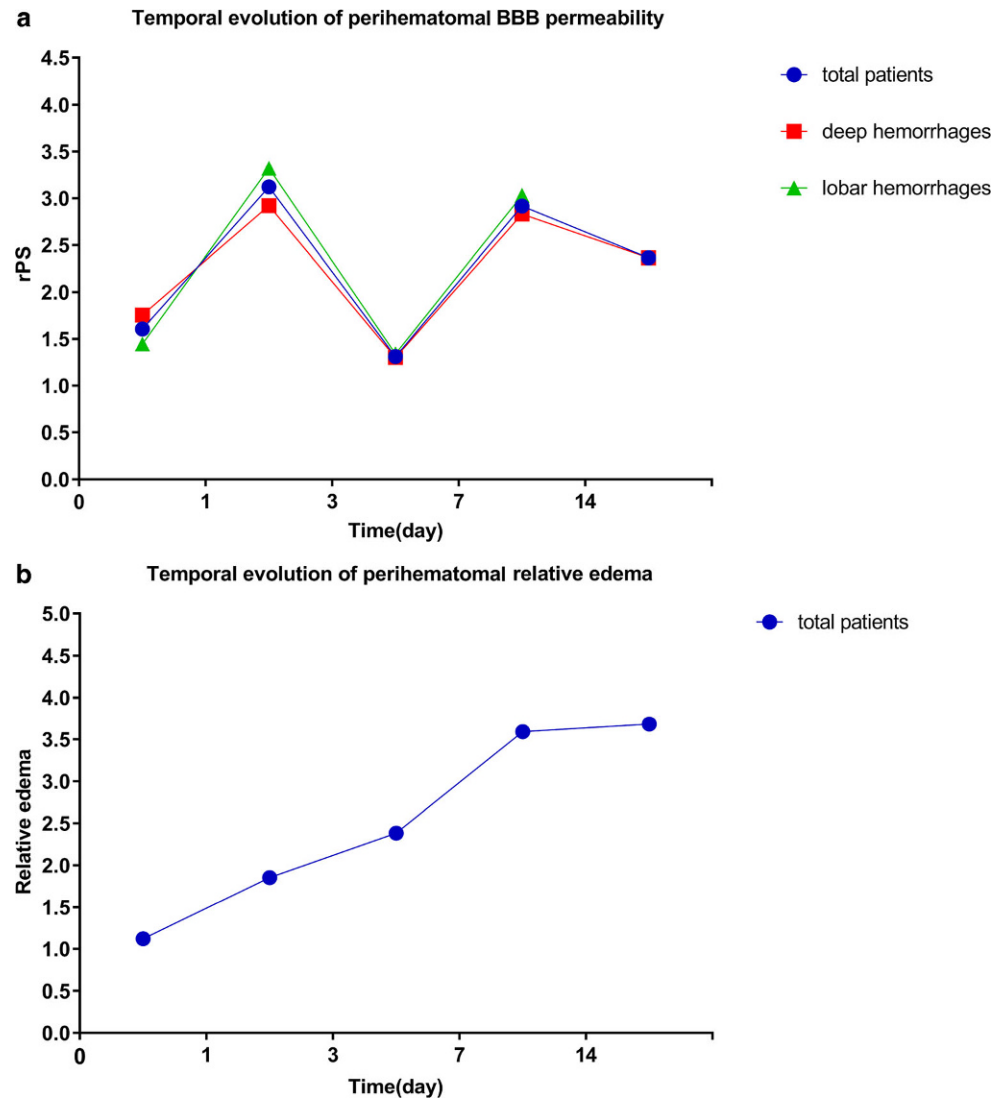 a
Temporal evolution of perihematomal BBB permeability
4.5
4.0
3.5
3.0
2.5
2.0
1.5
1.0
0.5
0.0
rPS
0 1 3 7 14
Time(day)
total patients
deep hemorrhages
lobar hemorrhages
b
Temporal evolution of perihematomal relative edema
5.0
4.5
4.0
3.5
3.0
2.5
2.0
1.5
1.0
0.5
0.0
Relative edema
0 1 3 7 14
Time(day)
total patients